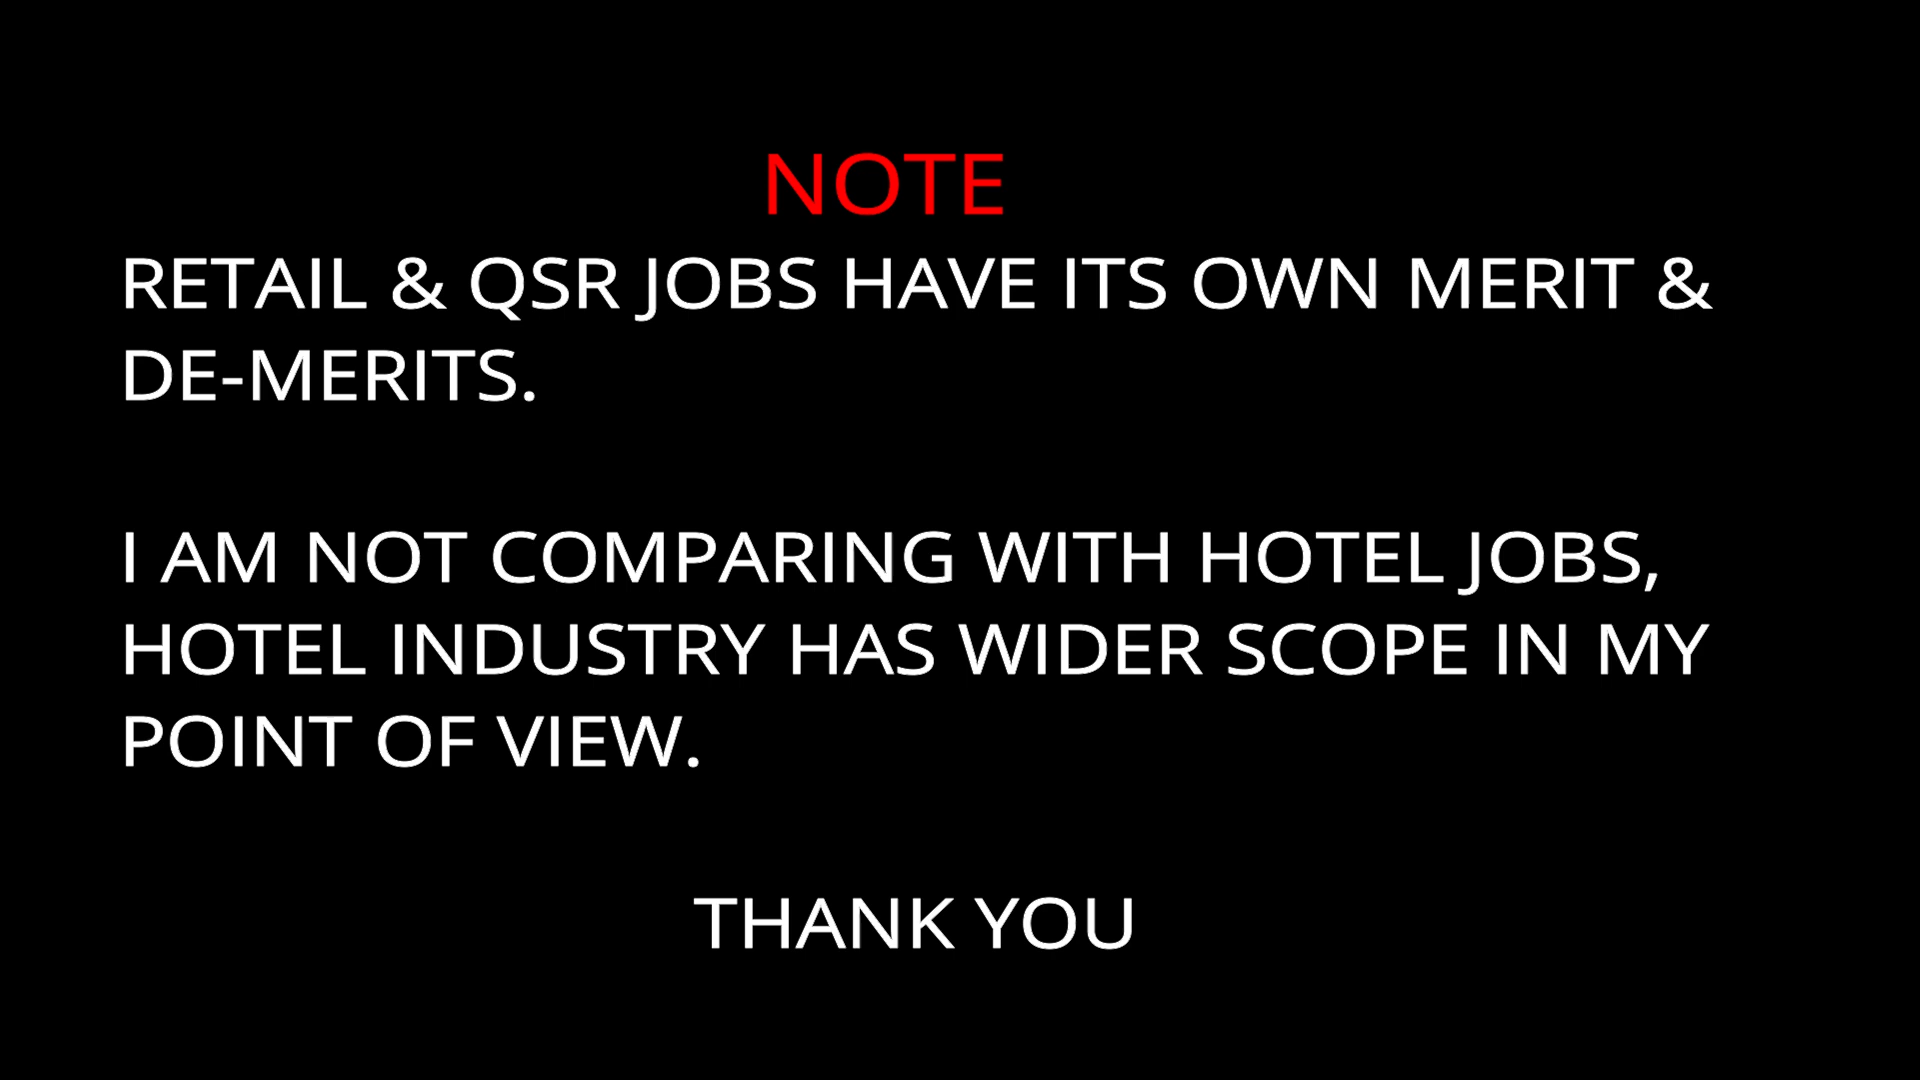 NOTE
RETAIL & QSR JOBS HAVE ITS OWN MERIT &
DE-MERITS.
I AM NOT COMPARING WITH HOTEL JOBS,
HOTEL INDUSTRY HAS WIDER SCOPE IN MY
POINT OF VIEW.
THANK YOU